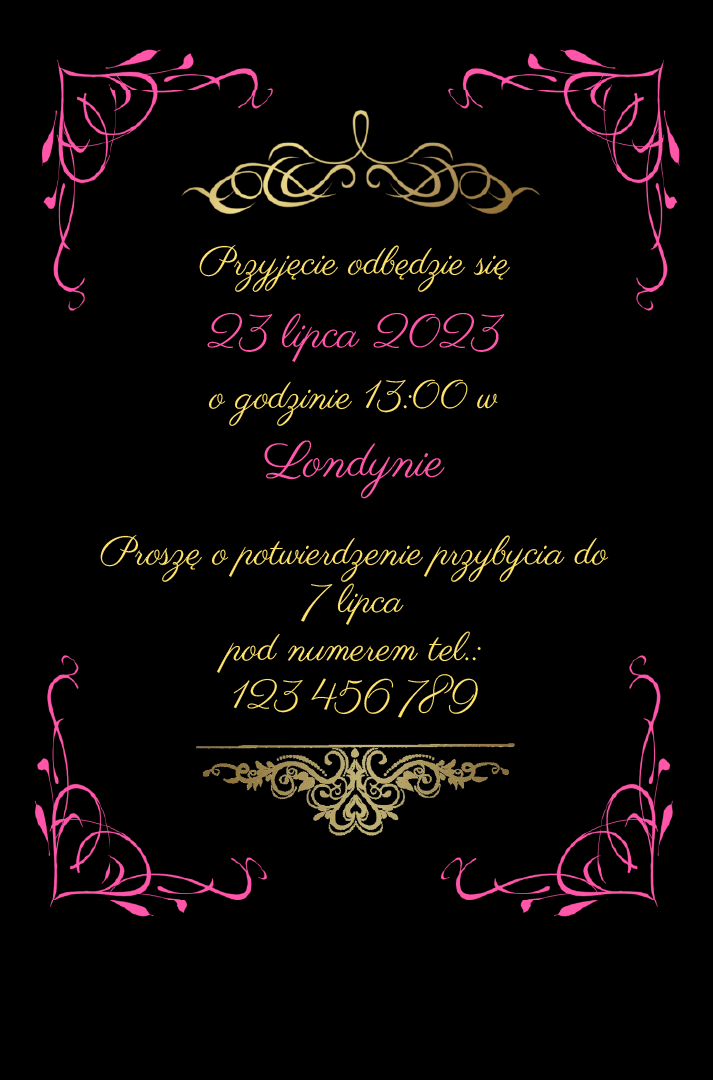 Przyjęcie odbędzie się
23 lipca 2023
o godzinie 13:00 w
Londynie
Proszę o potwierdzenie przybycia do
7 lipca
pod numerem tel.:
123 456 789